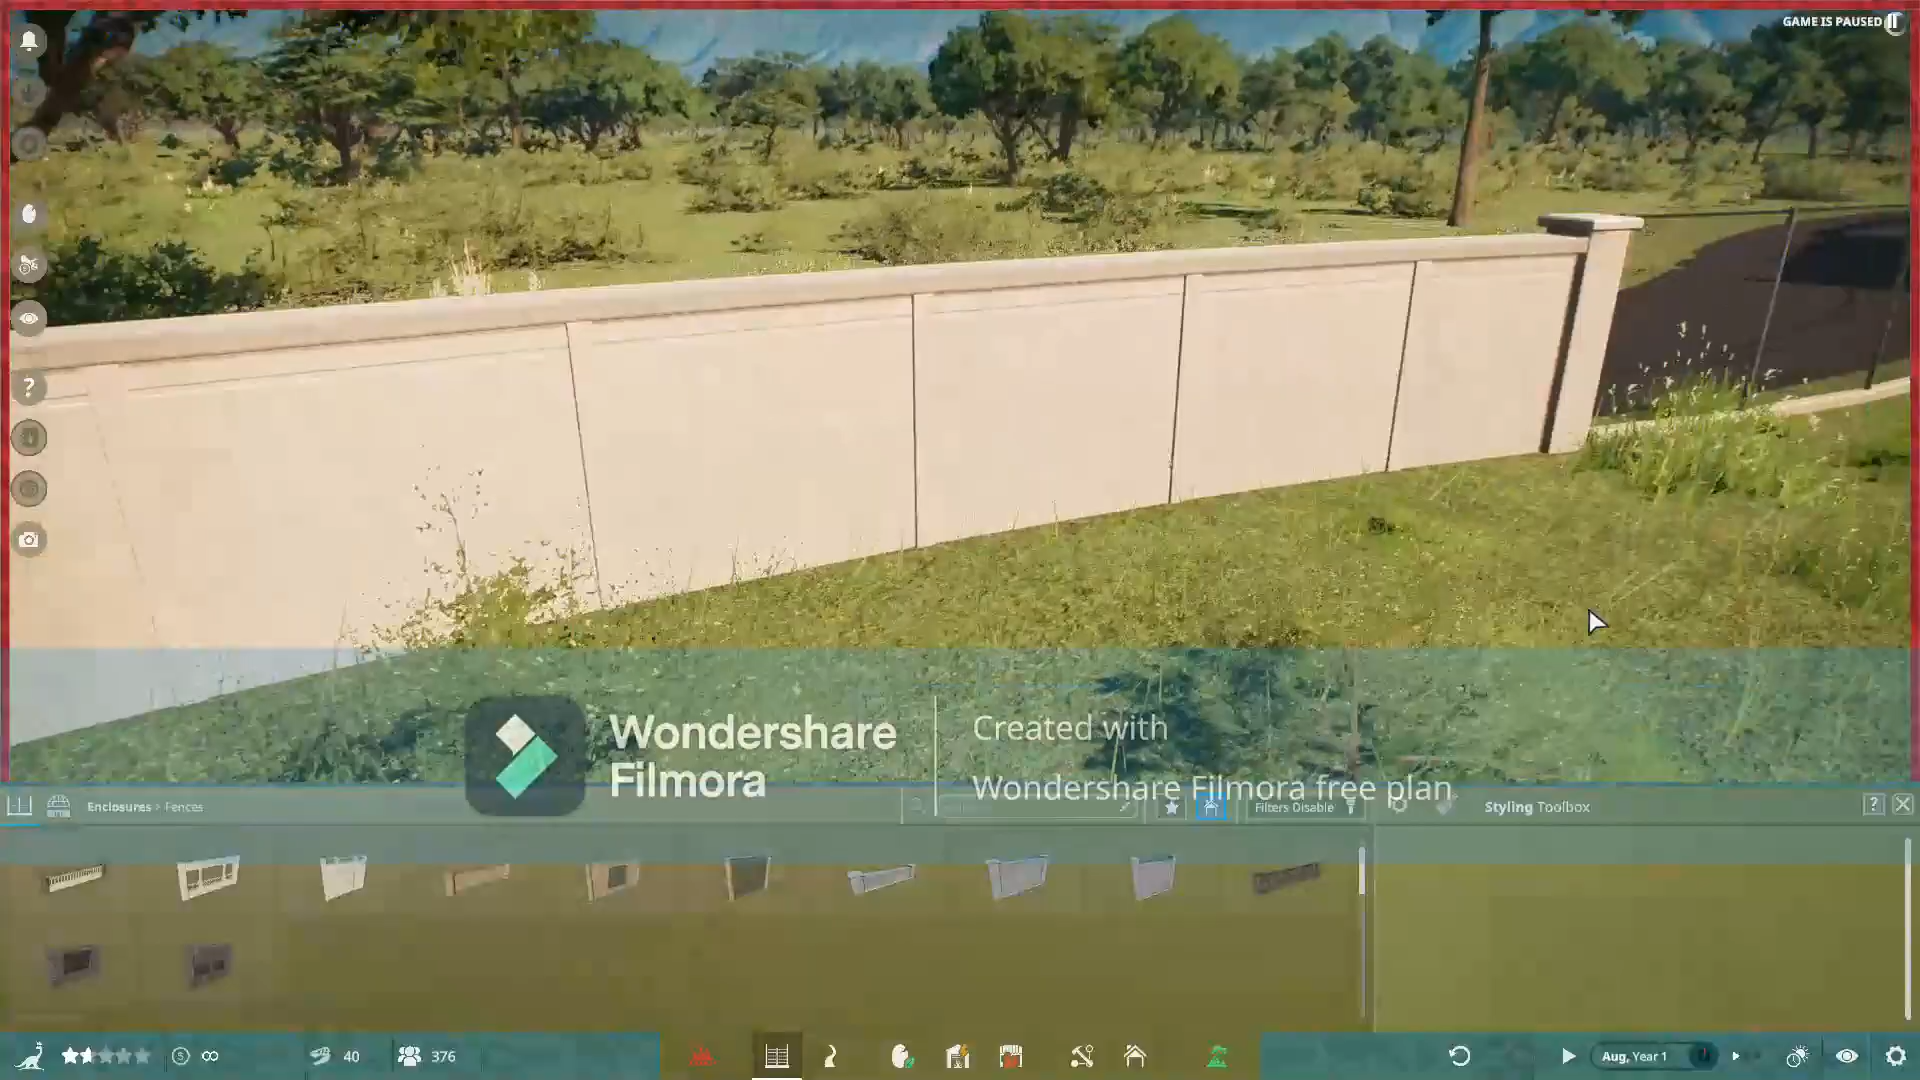 GAME IS PAUSED
?
Wondershare
Filmora
Created with
Wondershare Filmora free plan
Enclosures > Fences
Filters Disable
Styling Toolbox
?
40
376
Aug, Year 1